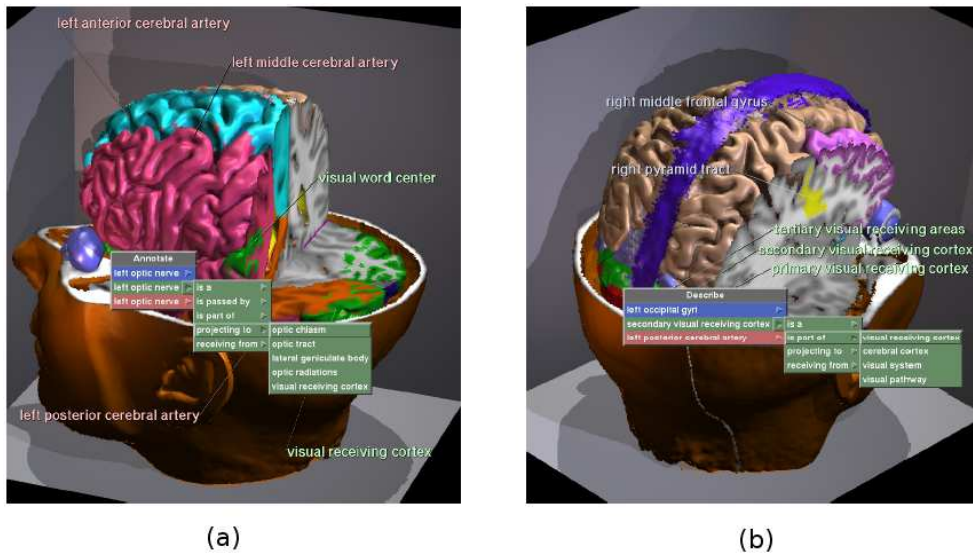 left anterior cerebral artery
left middle cerebral artery
visual word center
Annotate
left optic nerve
left optic nerve
left optic nerve
is a
is passed by
is part of
projecting to
receiving from
optic chiasm
optic tract
lateral geniculate body
optic radiations
visual receiving cortex
left posterior cerebral artery
visual receiving cortex
(a)
right middle frontal gyrus
right pyramid tract
tertiary visual receiving areas
secondary visual receiving cortex
primary visual receiving cortex
Describe
left occipital gyri
secondary visual receiving cortex
left posterior cerebral artery
is a
is part of
projecting to
receiving from
visual receiving cortex
cerebral cortex
visual system
visual pathway
(b)